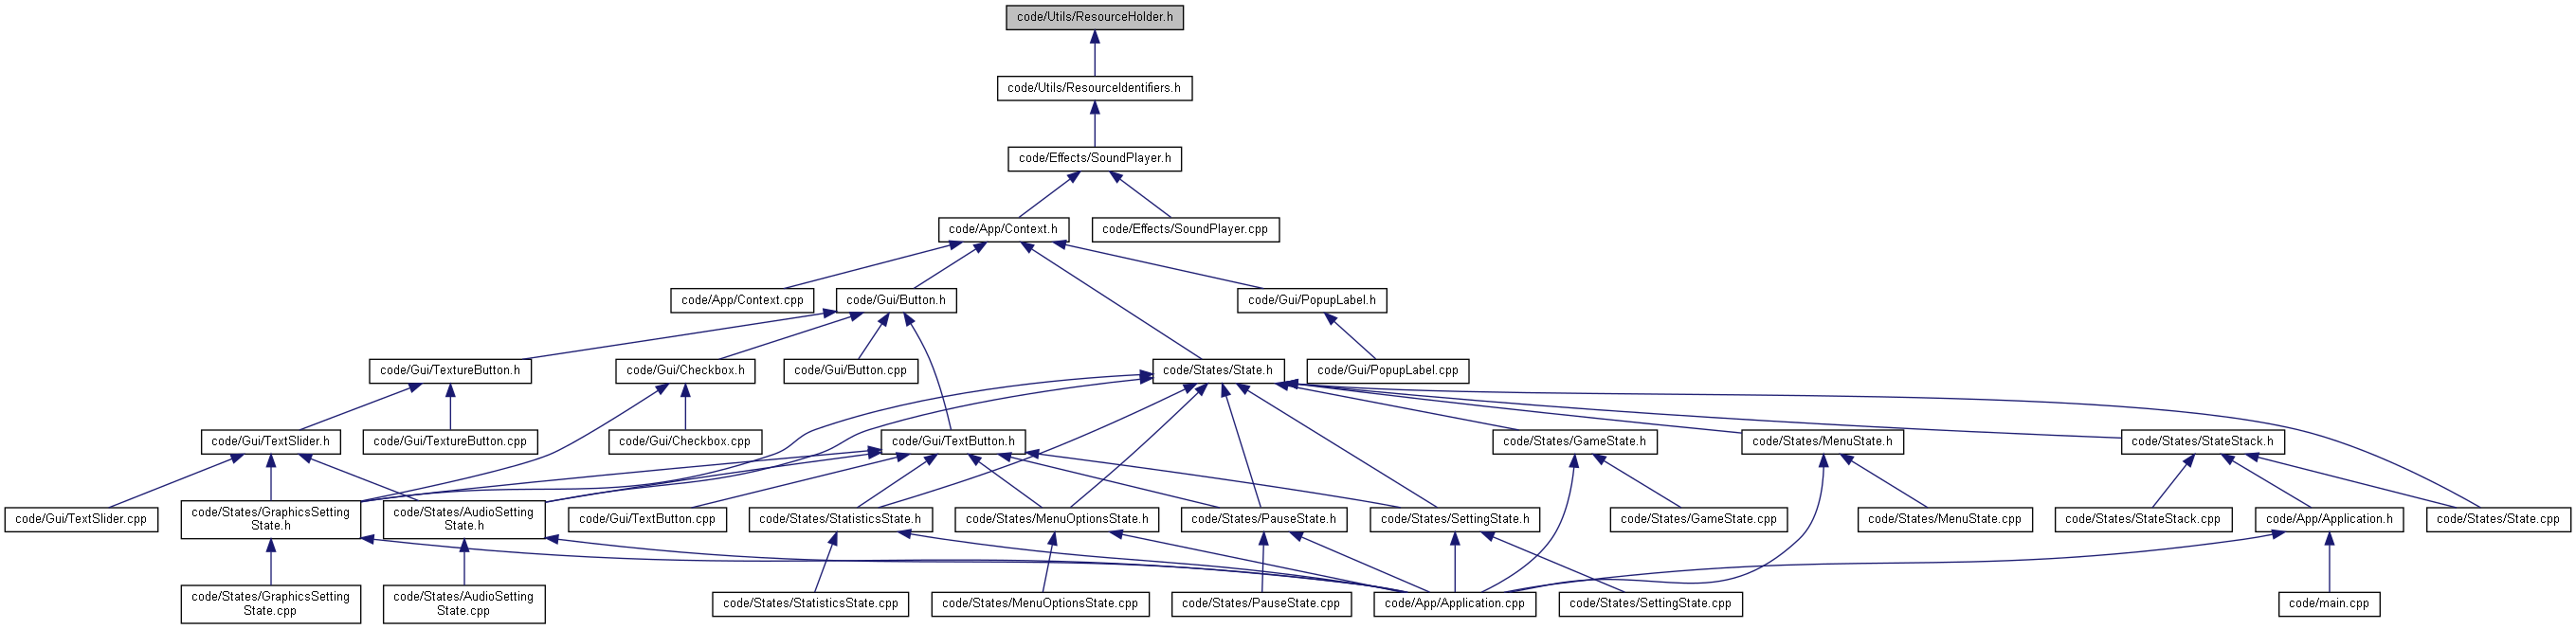 code/Utils/ResourceHolder.h
code/Utils/ResourceIdentifiers.h
code/Effects/SoundPlayer.h
code/App/Context.h
code/Effects/SoundPlayer.cpp
code/App/Context.cpp
code/Gui/Button.h
code/Gui/PopupLabel.h
code/Gui/TextureButton.h
code/Gui/Checkbox.h
code/Gui/Button.cpp
code/States/State.h
code/Gui/PopupLabel.cpp
code/Gui/TextSlider.h
code/Gui/TextureButton.cpp
code/Gui/Checkbox.cpp
code/Gui/TextButton.h
code/States/GameState.h
code/States/MenuState.h
code/States/StateStack.h
code/Gui/TextSlider.cpp
code/States/GraphicsSetting
State.h
code/States/AudioSetting
State.h
code/Gui/TextButton.cpp
code/States/StatisticsState.h
code/States/MenuOptionsState.h
code/States/PauseState.h
code/States/SettingState.h
code/States/GameState.cpp
code/States/MenuState.cpp
code/States/StateStack.cpp
code/App/Application.h
code/States/State.cpp
code/States/GraphicsSetting
State.cpp
code/States/AudioSetting
State.cpp
code/States/StatisticsState.cpp
code/States/MenuOptionsState.cpp
code/States/PauseState.cpp
code/App/Application.cpp
code/States/SettingState.cpp
code/main.cpp